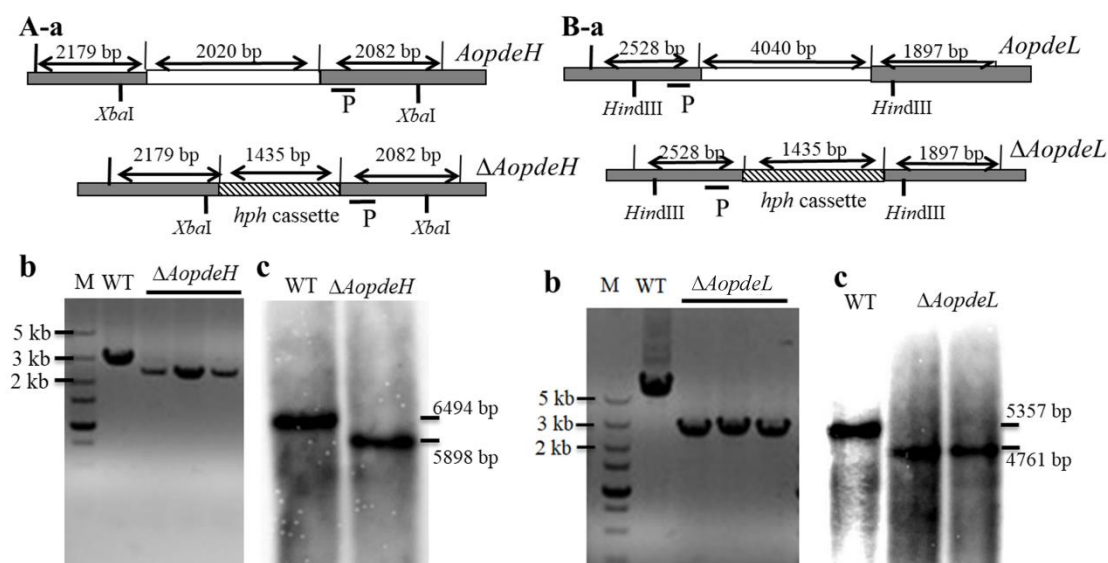 A-a
2179 bp 2020 bp 2082 bp AopdeH
XbaI P XbaI
2179 bp 1435 bp 2082 bp ΔAopdeH
XbaI hph cassette P XbaI
b
M WT ΔAopdeH
5 kb
3 kb
2 kb
c
WT ΔAopdeH
6494 bp
5898 bp
B-a
2528 bp 4040 bp 1897 bp AopdeL
HindIII P HindIII
2528 bp 1435 bp 1897 bp ΔAopdeL
HindIII P hph cassette HindIII
b
M WT ΔAopdeL
5 kb
3 kb
2 kb
c
WT ΔAopdeL
5357 bp
4761 bp